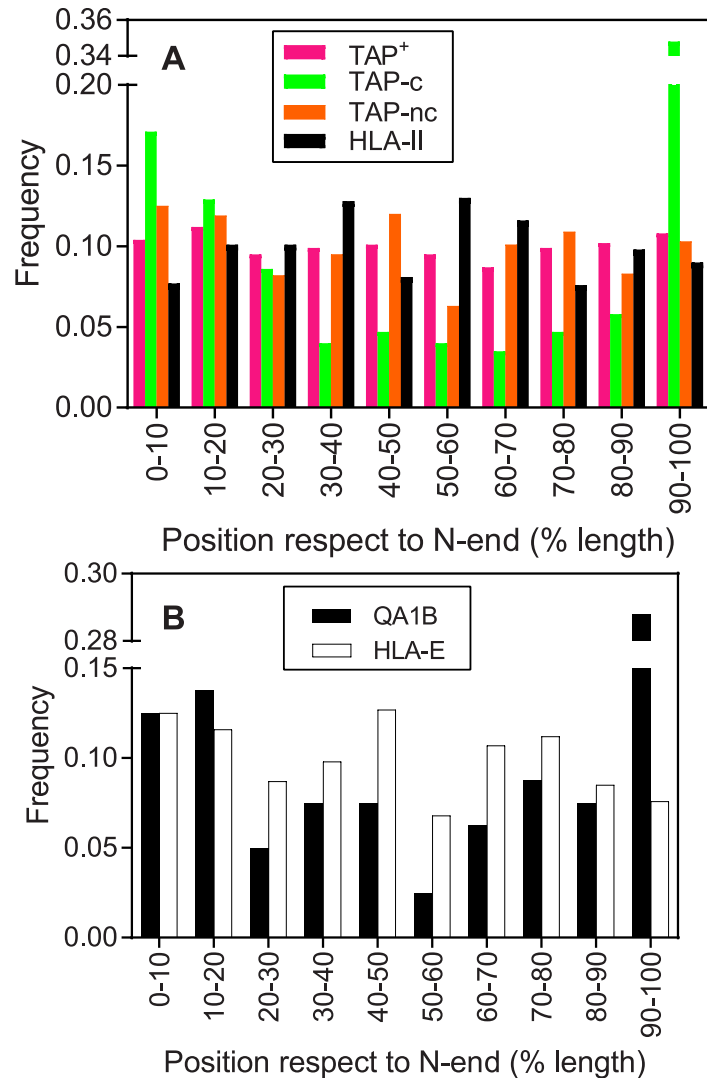 A
TAP+
TAP-c
TAP-nc
HLA-II
0.36
0.34
0.20
0.15
0.10
0.05
0.00
Frequency
0-10
10-20
20-30
30-40
40-50
50-60
60-70
70-80
80-90
90-100
Position respect to N-end (% length)
B
QA1B
HLA-E
0.30
0.28
0.15
0.10
0.05
0.00
Frequency
0-10
10-20
20-30
30-40
40-50
50-60
60-70
70-80
80-90
90-100
Position respect to N-end (% length)